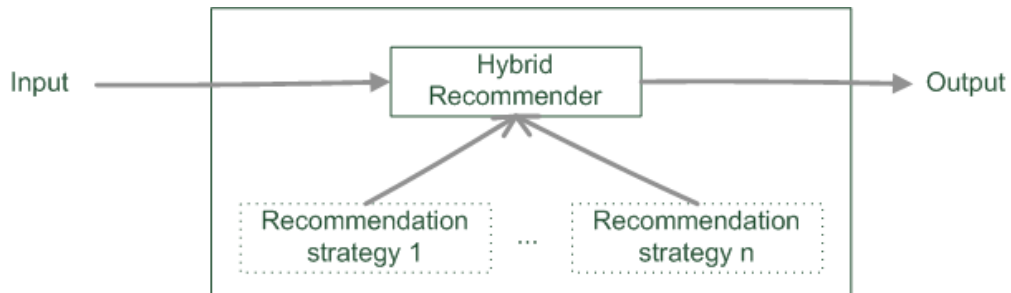 Input
Hybrid
Recommender
Output
Recommendation
strategy 1
...
Recommendation
strategy n